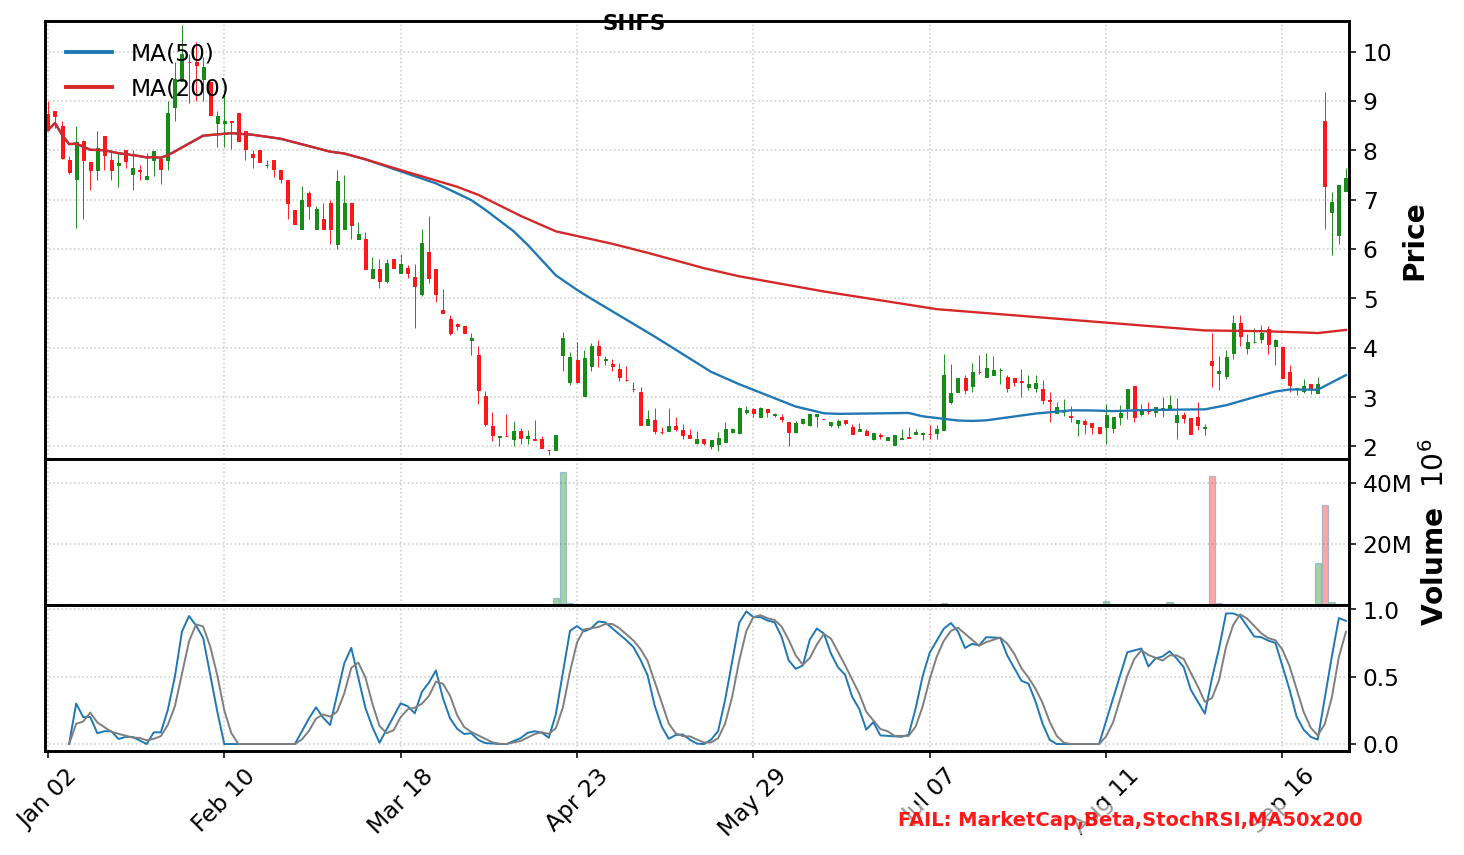 SHFS
MA(50)
MA(200)
10
9
8
7
6
5
4
3
2
Price
40M
20M
Volume 10^6
1.0
0.5
0.0
Jan 02
Feb 10
Mar 18
Apr 23
May 29
Jul 07
Aug 11
Sep 16
FAIL: MarketCap,Beta,StochRSI,MA50x200